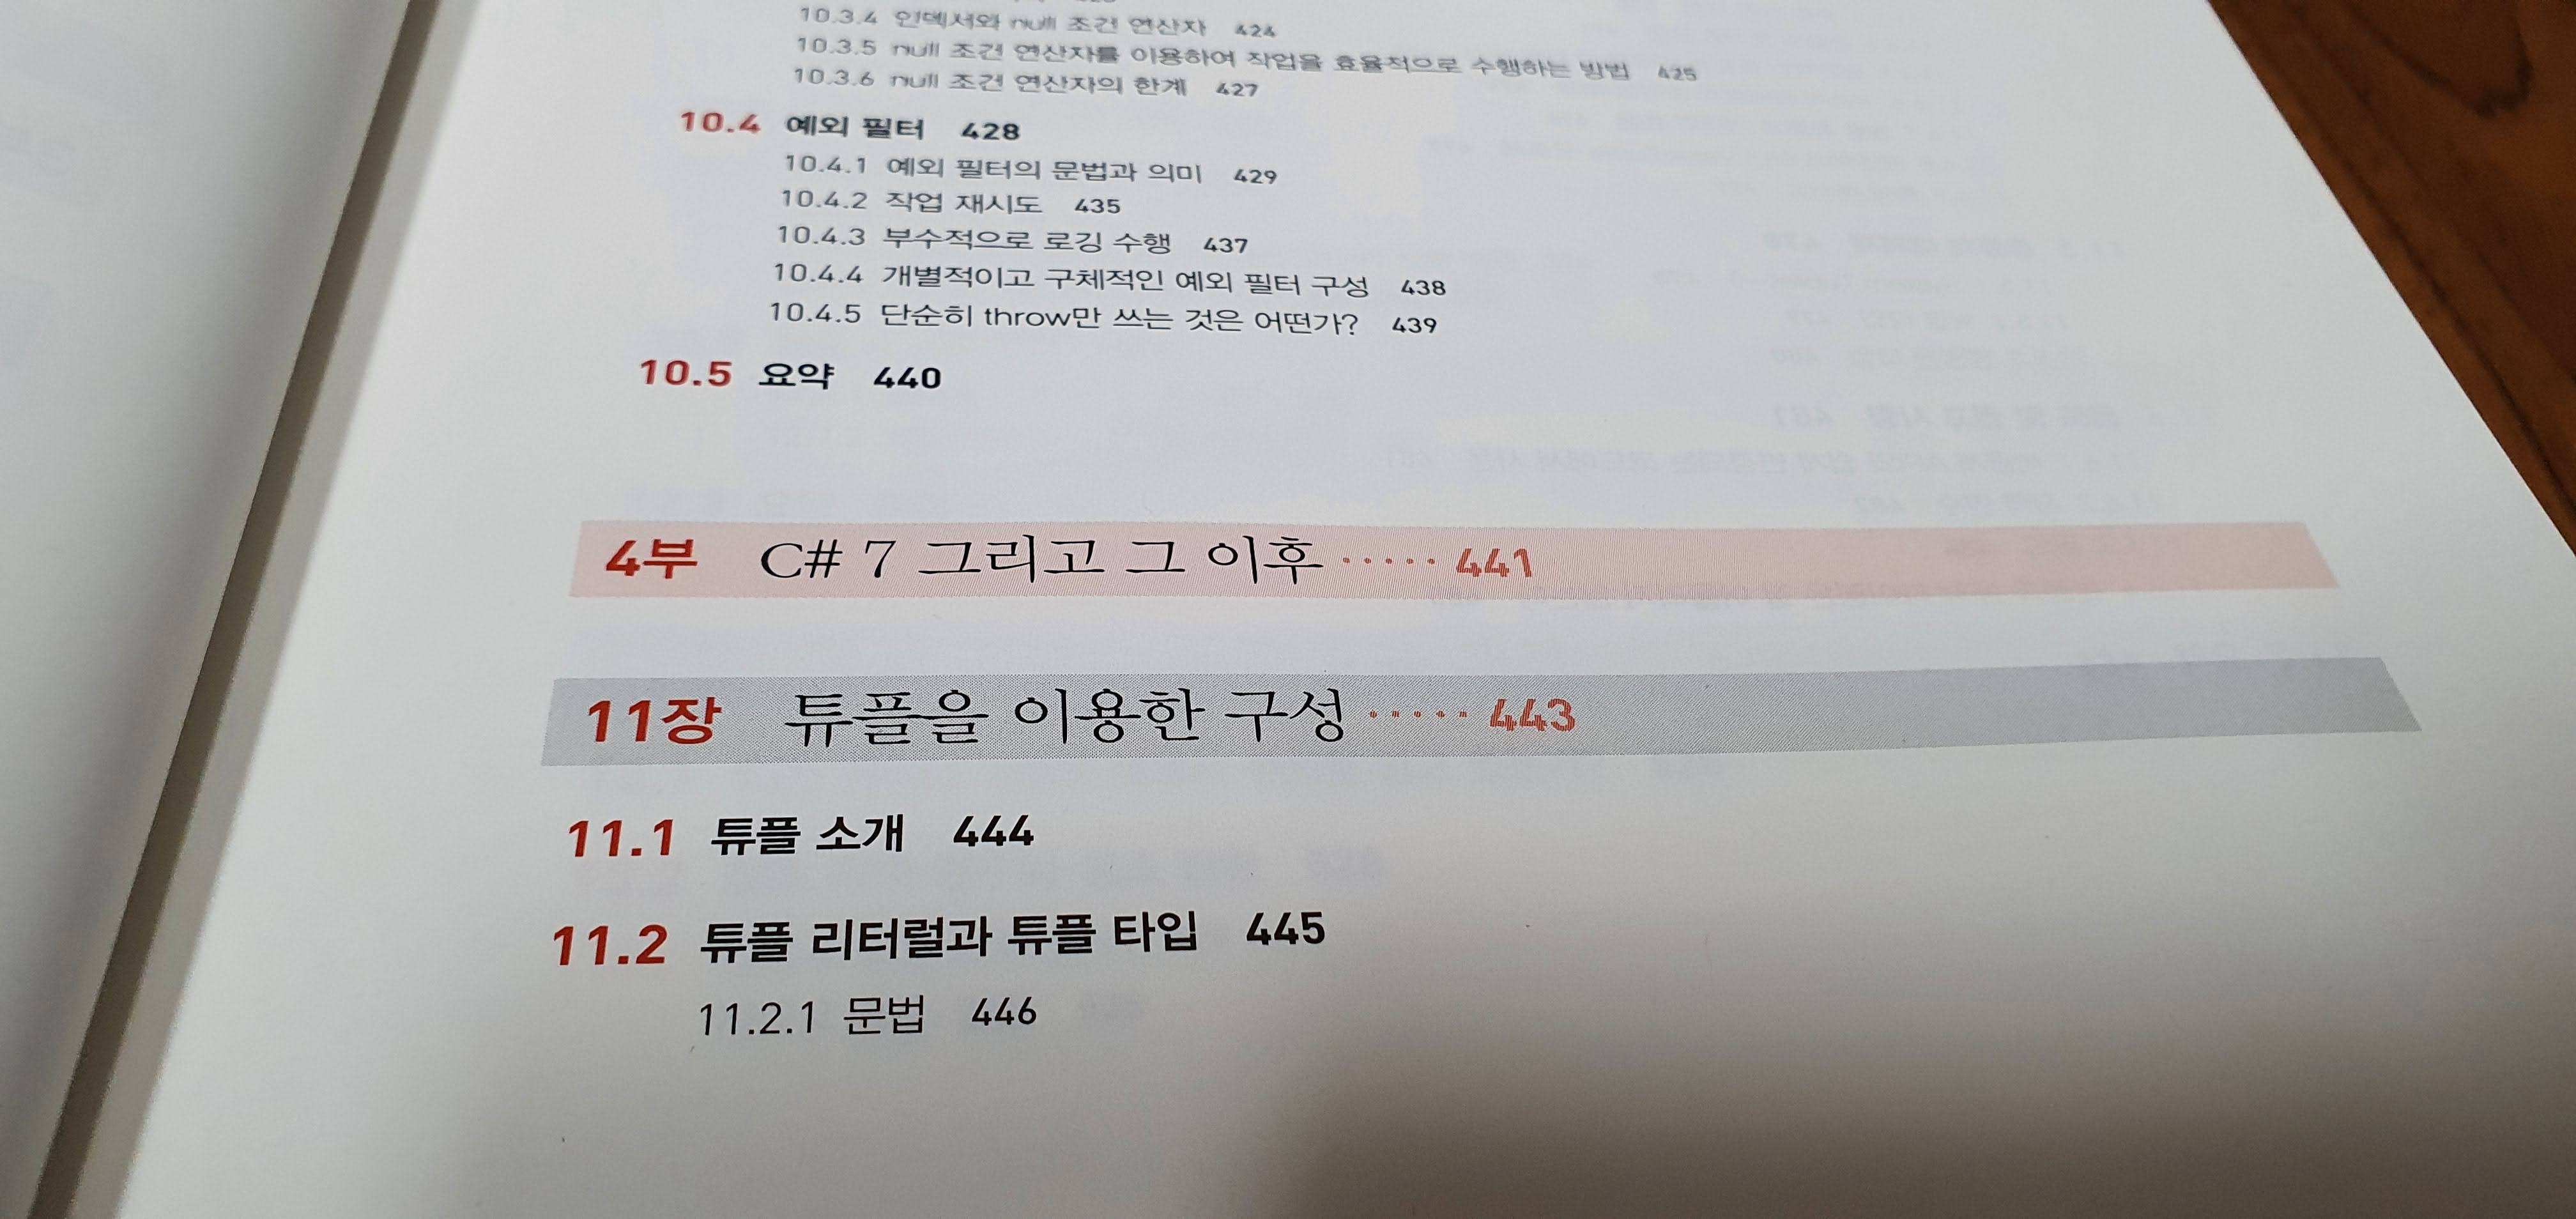 10.3.4 인덱서와 null 조건 연산자 424
10.3.5 null 조건 연산자를 이용하여 작업을 효율적으로 수행하는 방법 425
10.3.6 null 조건 연산자의 한계 427
10.4 예외 필터 428
10.4.1 예외 필터의 문법과 의미 429
10.4.2 작업 재시도 435
10.4.3 부수적으로 로깅 수행 437
10.4.4 개별적이고 구체적인 예외 필터 구성 438
10.4.5 단순히 throw만 쓰는 것은 어떤가? 439
10.5 요약 440
4부 C# 7 그리고 그 이후 ····· 441
11장 튜플을 이용한 구성 ····· 443
11.1 튜플 소개 444
11.2 튜플 리터럴과 튜플 타입 445
11.2.1 문법 446